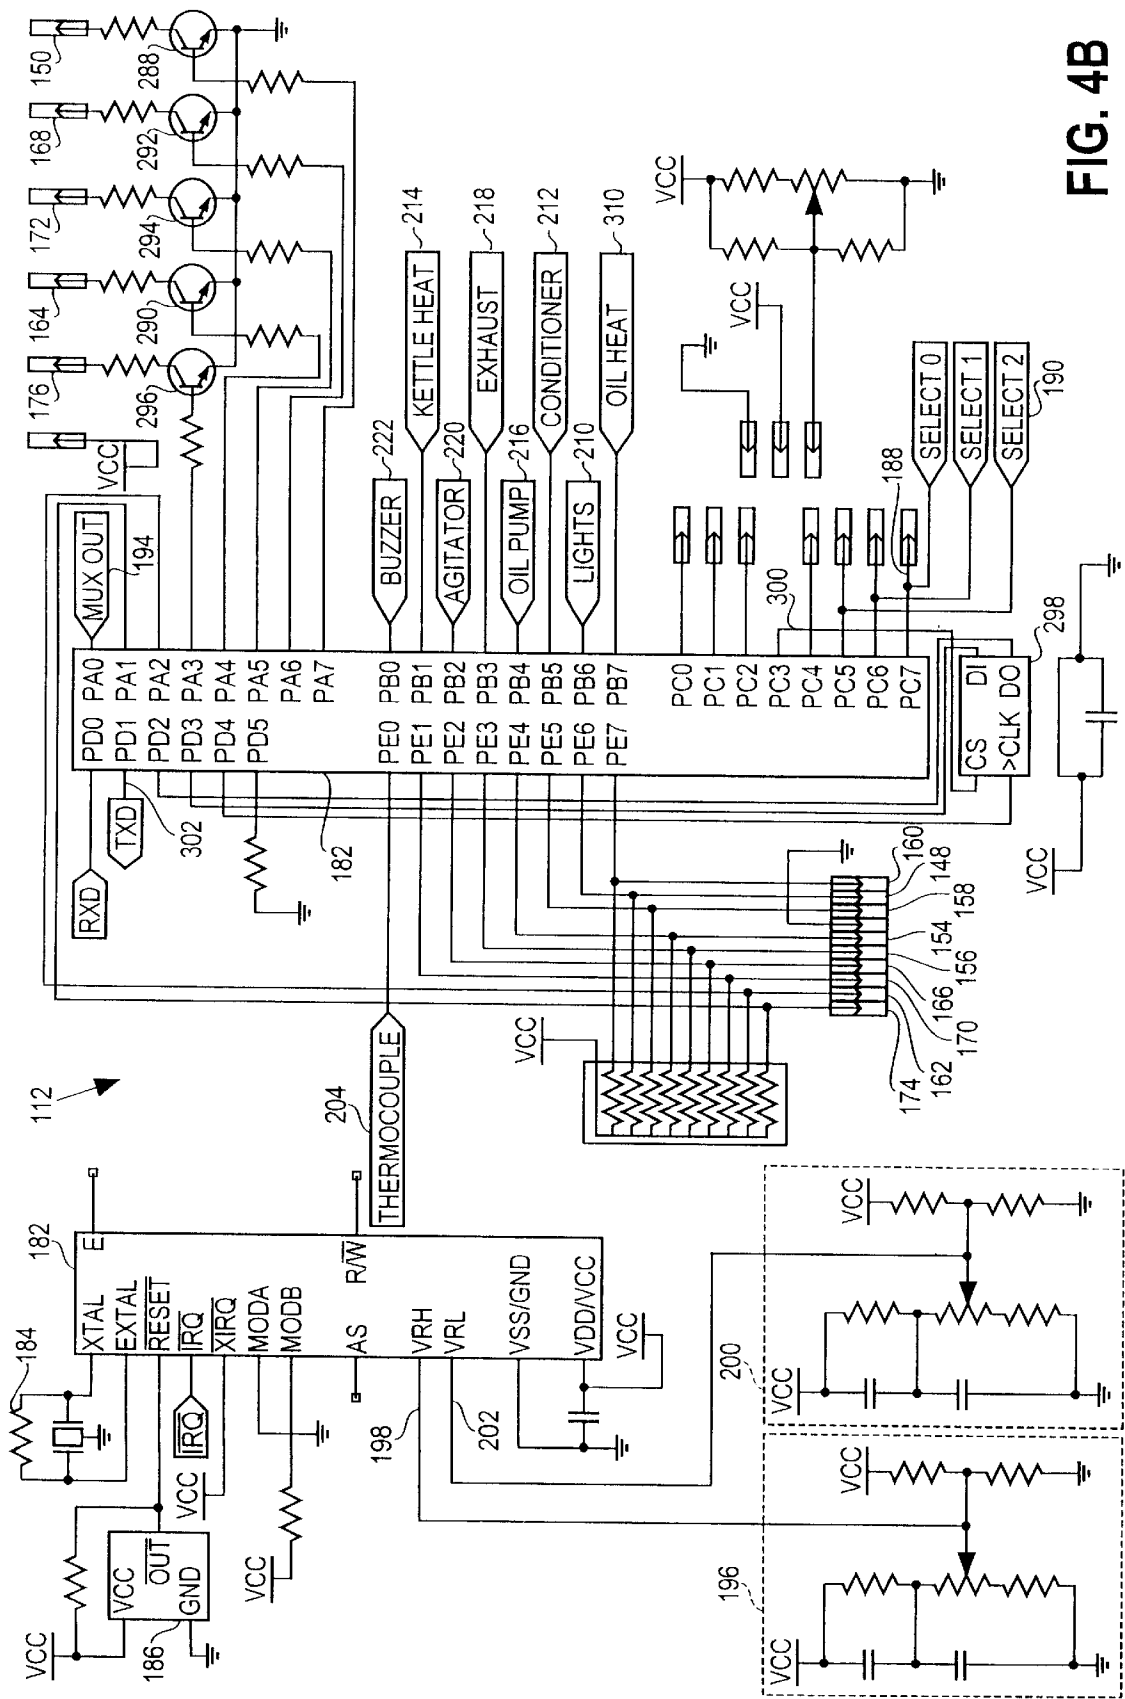 FIG. 4B
112
VCC
186
VCC
OUT
GND
184
182
XTAL
EXTAL
RESET
IRQ
XIRQ
MODA
MODB
AS
VRH
VRL
VSS/GND
VDD/VCC
E
R/W
IRQ
VCC
VCC
VCC
198
202
196
VCC
VCC
200
VCC
VCC
THERMOCOUPLE
204
RXD
TXD
302
182
PD0
PD1
PD2
PD3
PD4
PD5
PE0
PE1
PE2
PE3
PE4
PE5
PE6
PE7
PA0
PA1
PA2
PA3
PA4
PA5
PA6
PA7
PB0
PB1
PB2
PB3
PB4
PB5
PB6
PB7
PC0
PC1
PC2
PC3
PC4
PC5
PC6
PC7
VCC
174
162
170
166
156
154
158
148
160
MUX OUT
194
VCC
176
164
172
168
150
296
290
294
292
288
BUZZER
222
KETTLE HEAT
214
AGITATOR
220
EXHAUST
218
OIL PUMP
216
CONDITIONER
212
LIGHTS
210
OIL HEAT
310
VCC
VCC
300
188
SELECT 0
SELECT 1
SELECT 2
190
CS
DI
>CLK
DO
298
VCC